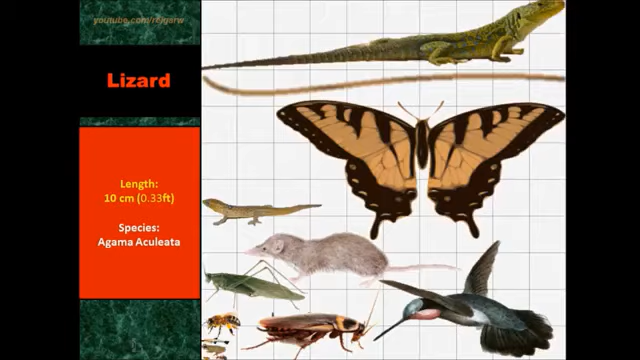 youtube.com/reigarw
Lizard
Length:
10 cm (0.33ft)
Species:
Agama Aculeata